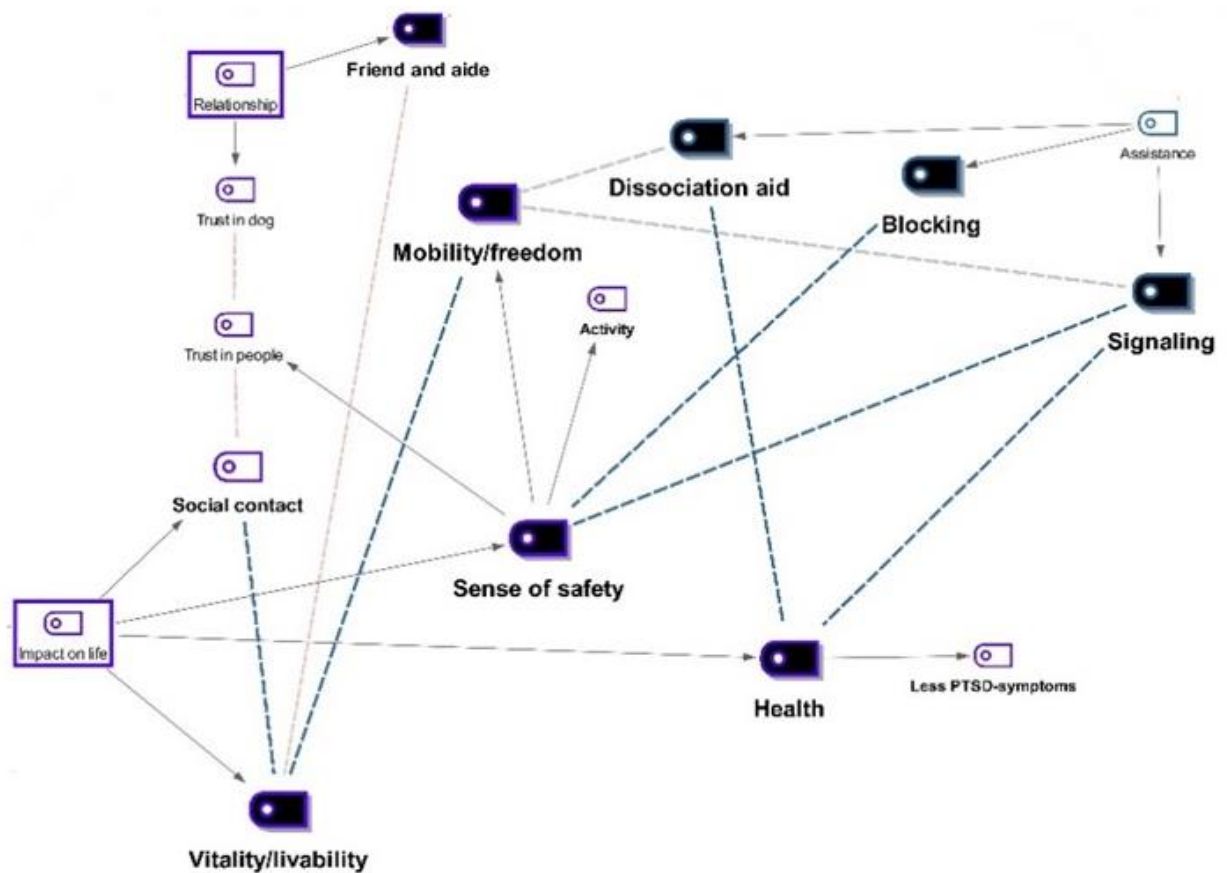 Friend and aide
Relationship
Assistance
Dissociation aid
Trust in dog
Blocking
Mobility/freedom
Activity
Signaling
Trust in people
Social contact
Sense of safety
Impact on life
Less PTSD-symptoms
Health
Vitality/livability